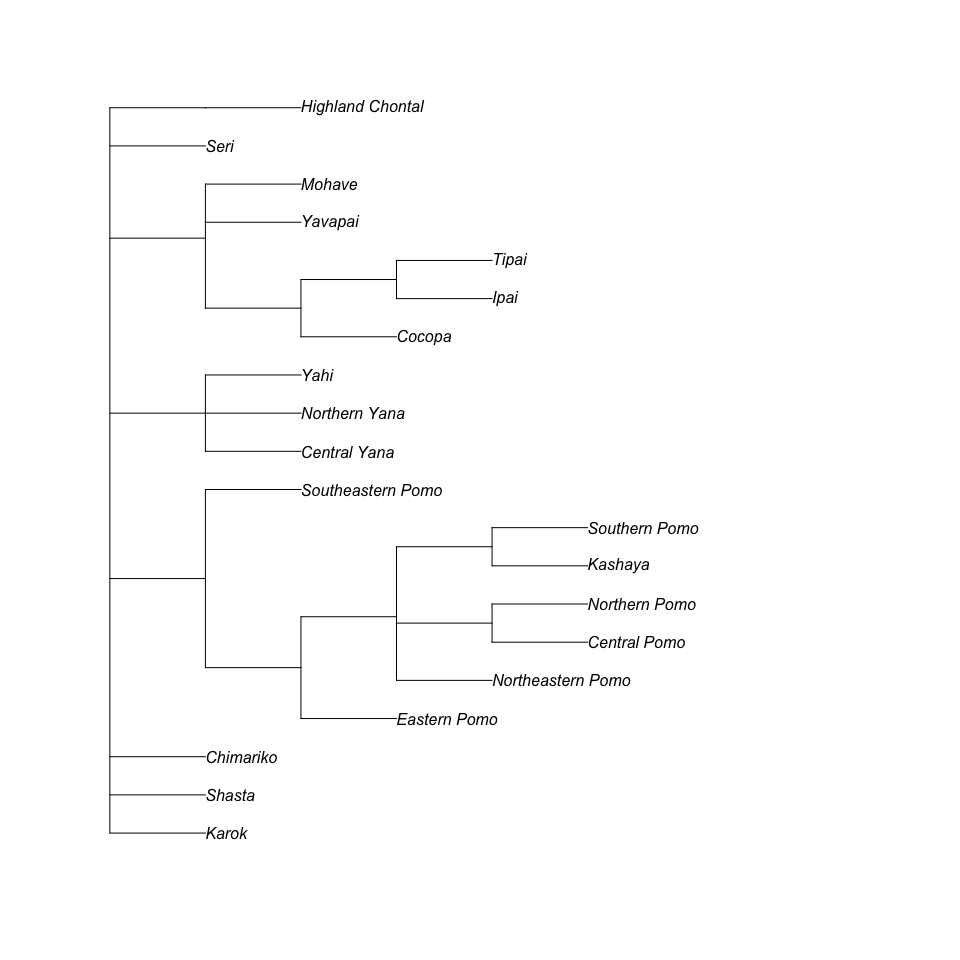 Highland Chontal
Seri
Mohave
Yavapai
Tipai
Ipai
Cocopa
Yahi
Northern Yana
Central Yana
Southeastern Pomo
Southern Pomo
Kashaya
Northern Pomo
Central Pomo
Northeastern Pomo
Eastern Pomo
Chimariko
Shasta
Karok